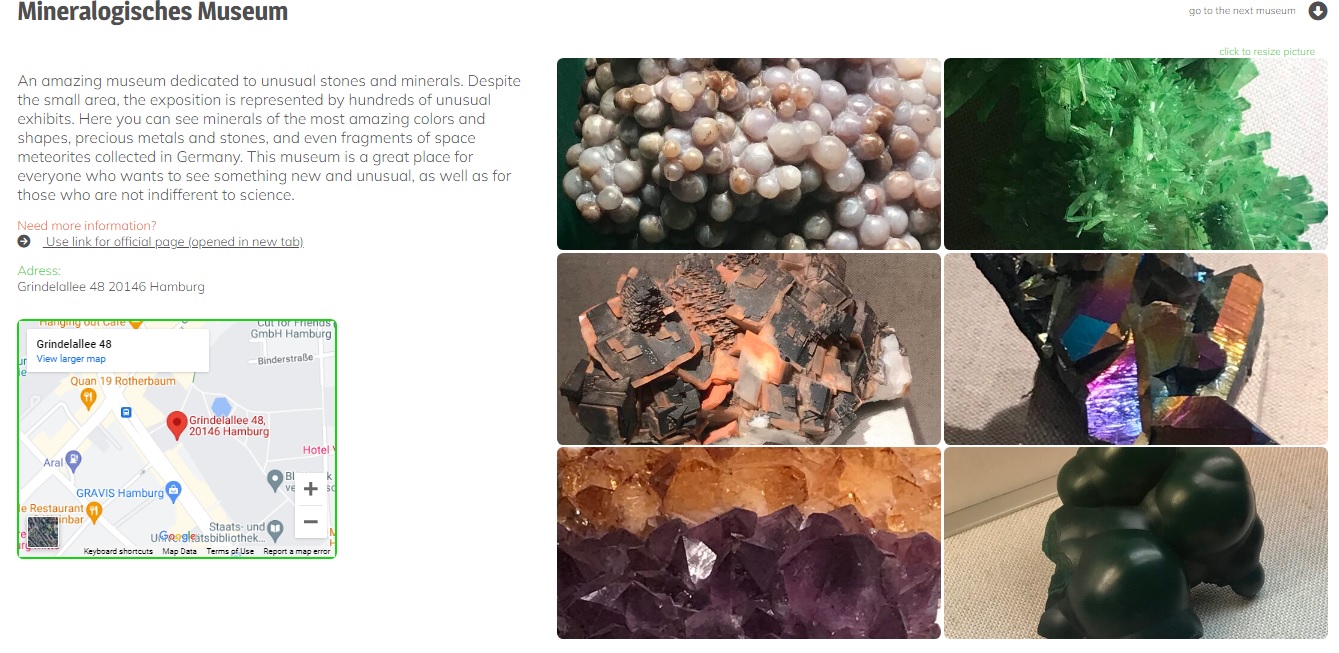 Mineralogisches Museum
go to the next museum
click to resize picture
An amazing museum dedicated to unusual stones and minerals. Despite
the small area, the exposition is represented by hundreds of unusual
exhibits. Here you can see minerals of the most amazing colors and
shapes, precious metals and stones, and even fragments of space
meteorites collected in Germany. This museum is a great place for
everyone who wants to see something new and unusual, as well as for
those who are not indifferent to science.
Need more information?
Use link for official page (opened in new tab)
Adress:
Grindelallee 48 20146 Hamburg
Hanging out Café
Cut for Friends
GmbH Hamburg
Grindelallee 48
View larger map
Binderstraße
Quan 19 Rotherbaum
Grindelallee 48,
20146 Hamburg
Hotel
Aral
GRAVIS Hamburg
Restaurant
Staats- und
Google
Keyboard shortcuts Map Data Terms of Use Report a map error